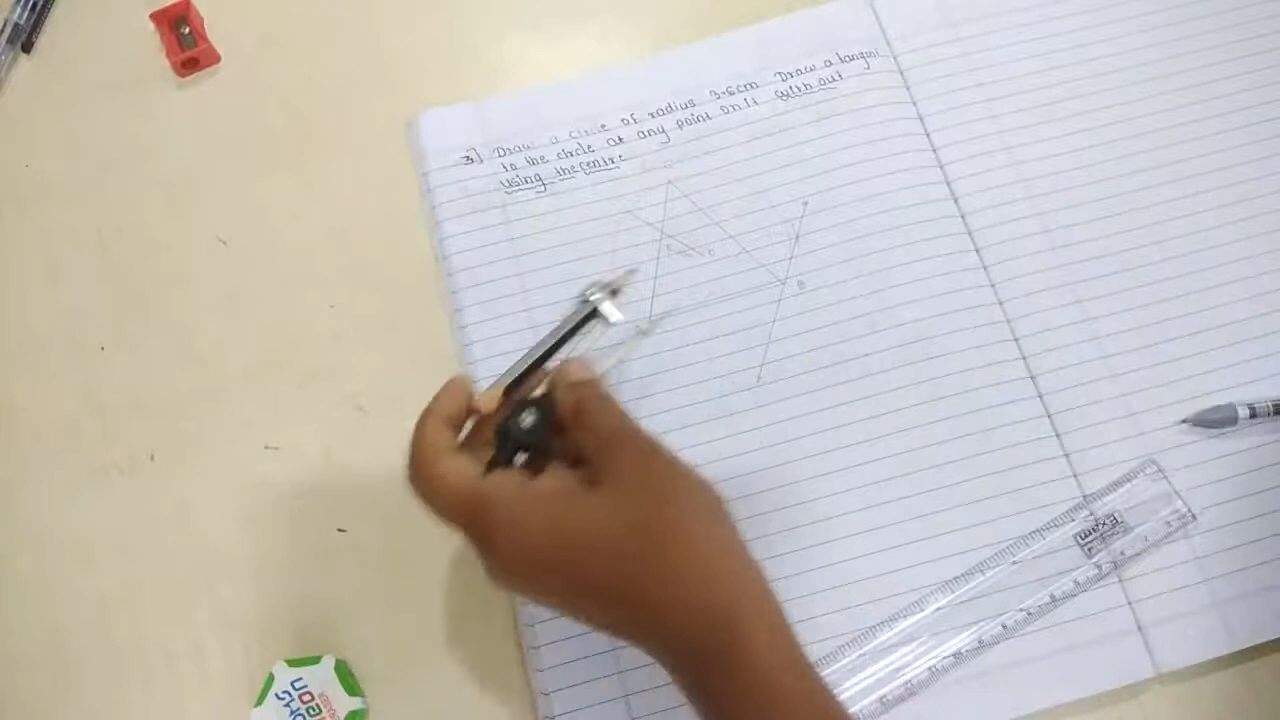 3] Draw a circle of radius 3.6cm Draw a tangent
to the circle at any point on it with out
using the centre
B
Exam